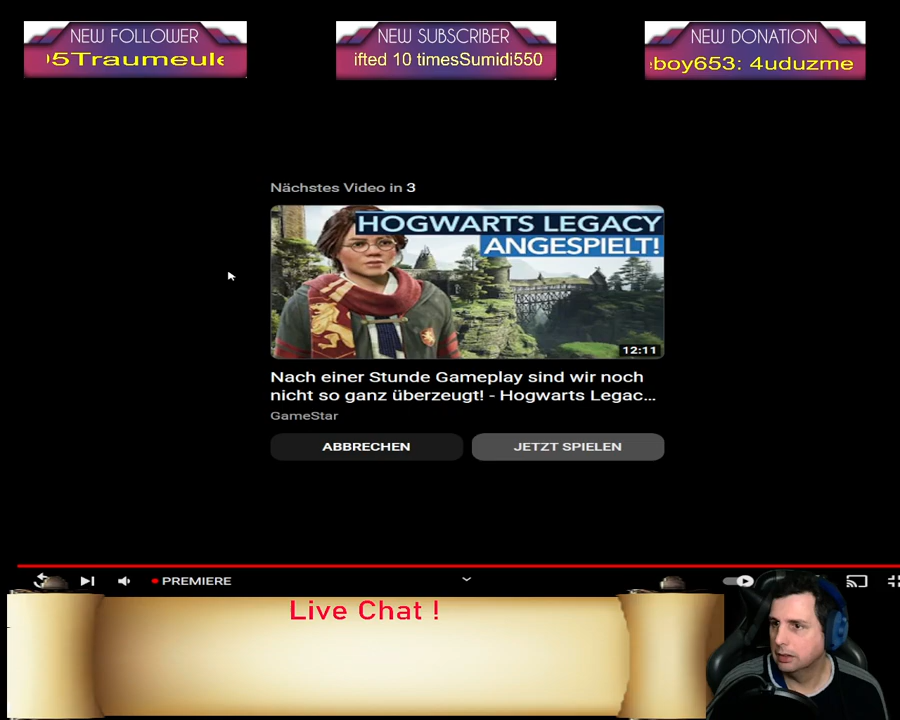 NEW FOLLOWER
NEW SUBSCRIBER
NEW DONATION
5Traumeule
ifted 10 timesSumidi550
boy653: 4uduzme
Nächstes Video in 3
HOGWARTS LEGACY
ANGESPIELT!
12:11
Nach einer Stunde Gameplay sind wir noch
nicht so ganz überzeugt! - Hogwarts Legac...
GameStar
ABBRECHEN
JETZT SPIELEN
PREMIERE
Live Chat !